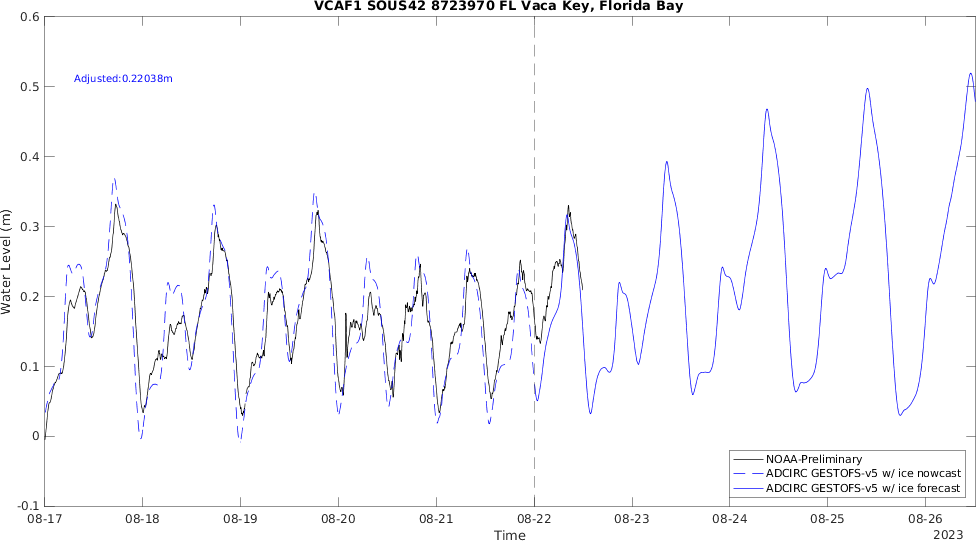 VCAF1 SOUS42 8723970 FL Vaca Key, Florida Bay
0.6
Adjusted:0.22038m
0.5
0.4
0.3
0.2
0.1
0
-0.1
Water Level (m)
NOAA-Preliminary
ADCIRC GESTOFS-v5 w/ ice nowcast
ADCIRC GESTOFS-v5 w/ ice forecast
08-17 08-18 08-19 08-20 08-21 08-22 08-23 08-24 08-25 08-26
Time
2023